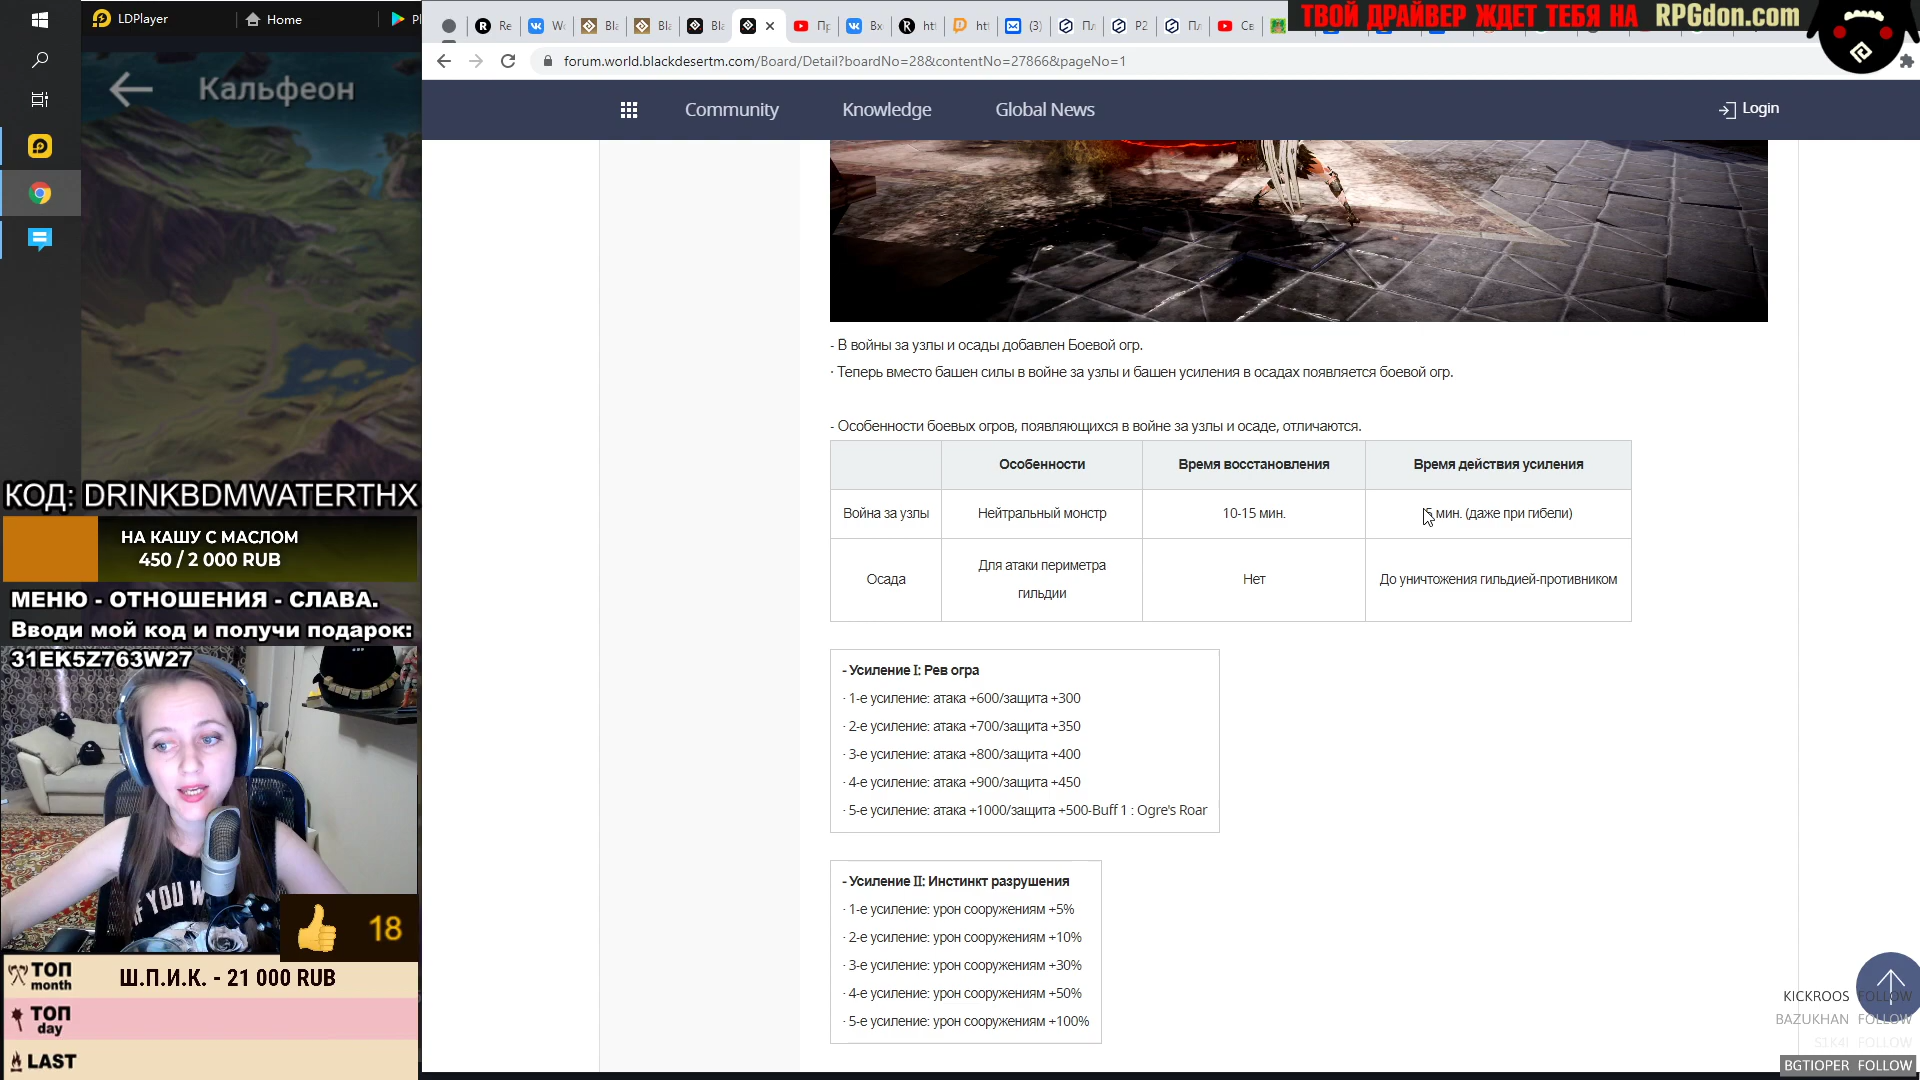 LDPlayer
Home
ТВОЙ ДРАЙВЕР ЖДЕТ ТЕБЯ НА RPGdon.com
forum.world.blackdesertm.com/Board/Detail?boardNo=28&contentNo=27866&pageNo=1
Кальфеон
Community
Knowledge
Global News
Login
- В войны за узлы и осады добавлен Боевой огр.
· Теперь вместо башен силы в войне за узлы и башен усиления в осадах появляется боевой огр.
- Особенности боевых огров, появляющихся в войне за узлы и осаде, отличаются.
Особенности
Время восстановления
Время действия усиления
Война за узлы
Нейтральный монстр
10-15 мин.
мин. (даже при гибели)
Осада
Для атаки периметра
гильдии
Нет
До уничтожения гильдией-противником
- Усиление I: Рев огра
· 1-е усиление: атака +600/защита +300
· 2-е усиление: атака +700/защита +350
· 3-е усиление: атака +800/защита +400
· 4-е усиление: атака +900/защита +450
· 5-е усиление: атака +1000/защита +500-Buff 1 : Ogre's Roar
- Усиление II: Инстинкт разрушения
· 1-е усиление: урон сооружениям +5%
· 2-е усиление: урон сооружениям +10%
· 3-е усиление: урон сооружениям +30%
· 4-е усиление: урон сооружениям +50%
· 5-е усиление: урон сооружениям +100%
КОД: DRINKBDMWATERTHX
НА КАШУ С МАСЛОМ
450 / 2 000 RUB
МЕНЮ - ОТНОШЕНИЯ - СЛАВА.
Вводи мой код и получи подарок:
31EK5Z763W27
IF YOU W
18
ТОП
month
Ш.П.И.К. - 21 000 RUB
ТОП
day
LAST
KICKROOS FOLLOW
BAZUKHAN FOLLOW
FOLLOW
BGTIOPER FOLLOW